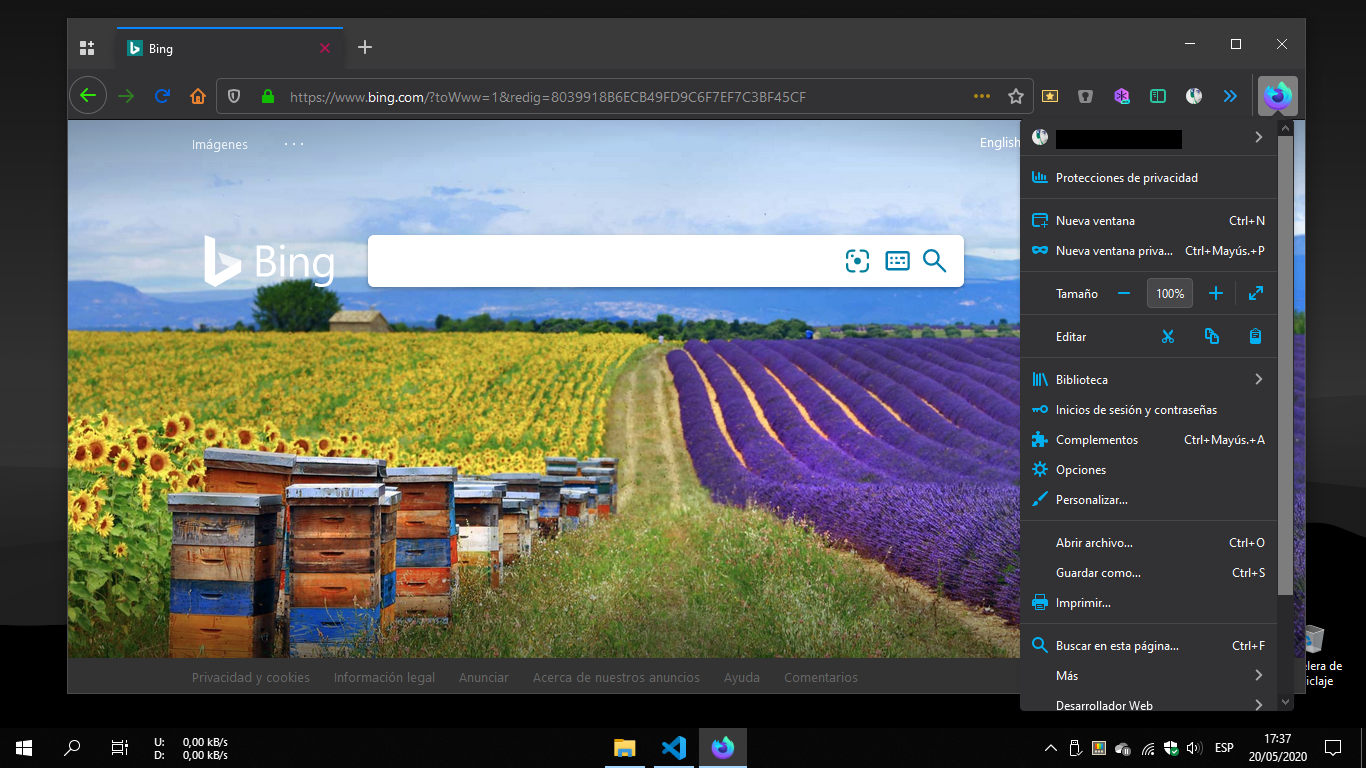 Bing
https://www.bing.com/?toWww=1&redig=8039918B6ECB49FD9C6F7EF7C3BF45CF
Imágenes
English
Bing
Protecciones de privacidad
Nueva ventana Ctrl+N
Nueva ventana priva... Ctrl+Mayús.+P
Tamaño 100%
Editar
Biblioteca
Inicios de sesión y contraseñas
Complementos Ctrl+Mayús.+A
Opciones
Personalizar...
Abrir archivo... Ctrl+O
Guardar como... Ctrl+S
Imprimir...
Buscar en esta página... Ctrl+F
Más
Desarrollador Web
Privacidad y cookies Información legal Anunciar Acerca de nuestros anuncios Ayuda Comentarios
elera de
iclaje
U: 0,00 kB/s
D: 0,00 kB/s
ESP
17:37
20/05/2020